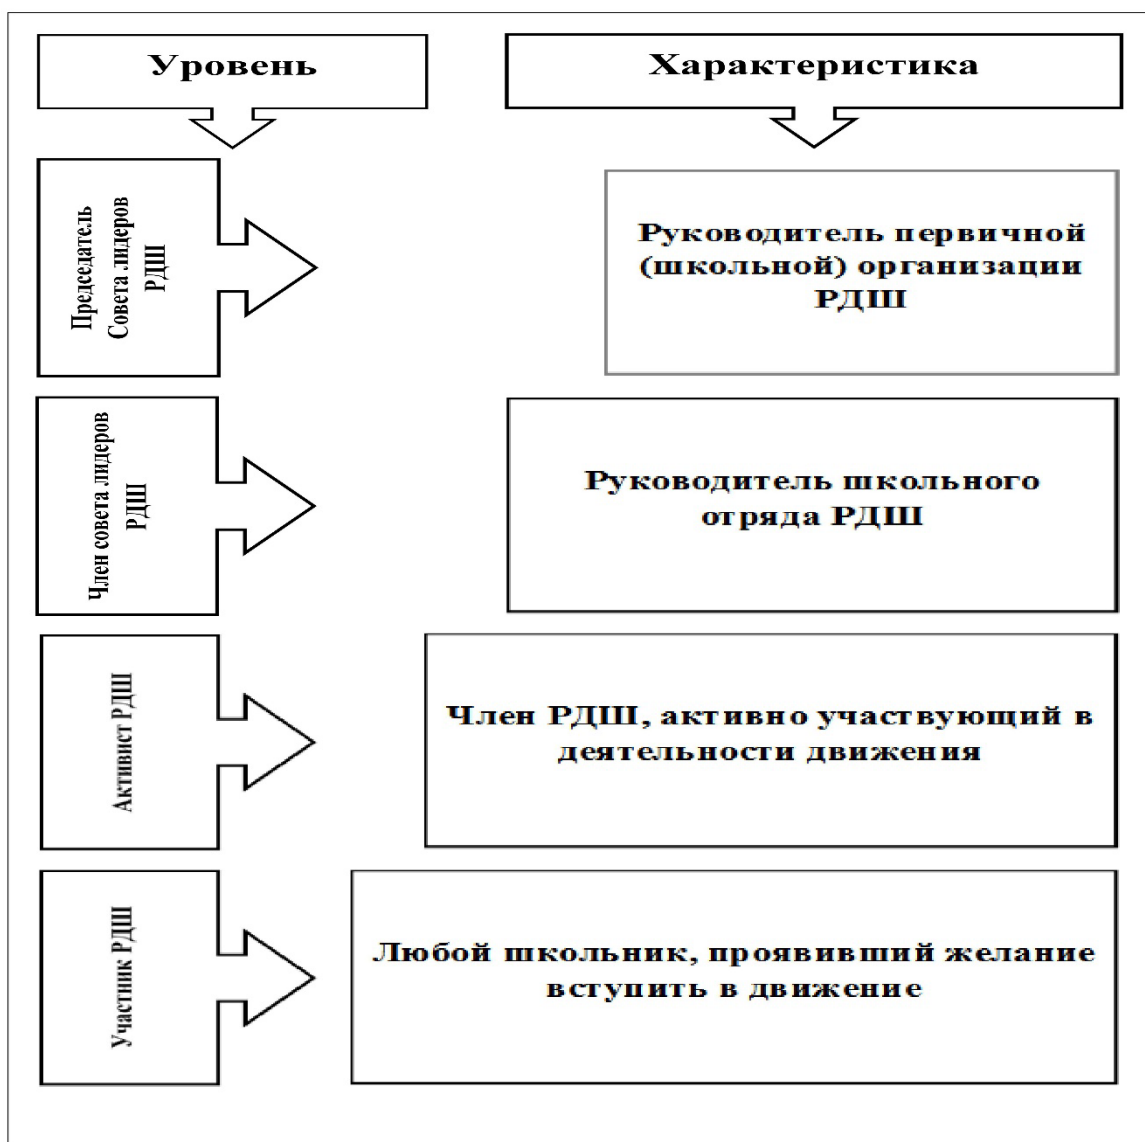 Уровень
Характеристика
Председатель
Совета лидеров
РДШ
Руководитель первичной
(школьной) организации
РДШ
Член совета лидеров
РДШ
Руководитель школьного
отряда РДШ
Активист РДШ
Член РДШ, активно участвующий в
деятельности движения
Участник РДШ
Любой школьник, проявивший желание
вступить в движение